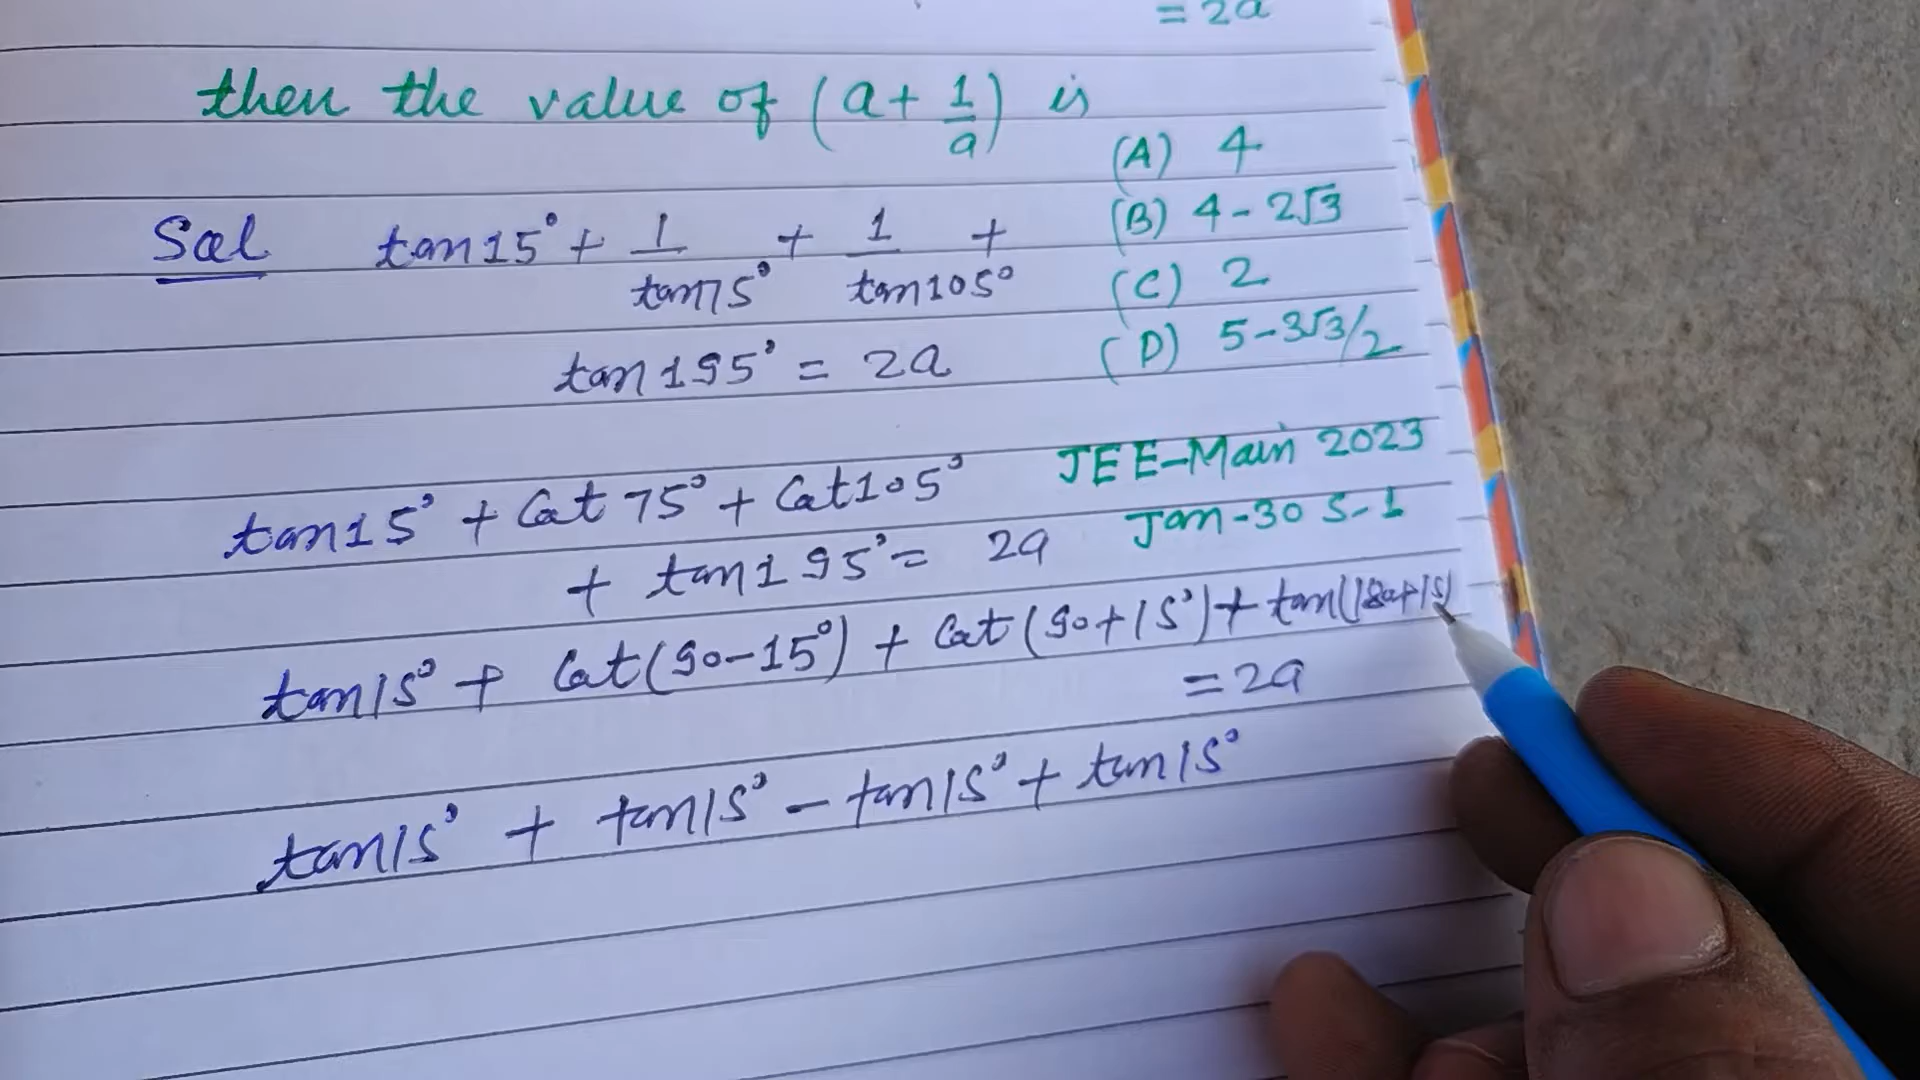 = 2a
then the value of (a + 1/a) is
(A) 4
(B) 4 - 2√3
(C) 2
(D) 5 - 3√3/2
Sol tan15° + 1/tan75° + 1/tan105° +
tan195° = 2a
JEE-Main 2023
Jan-30 S-1
tan15° + Cot 75° + Cot105°
+ tan195° = 2a
tan15° + Cot(90-15°) + Cot(90+15°) + tan(180+15)
= 2a
tan15° + tan15° - tan15° + tan15°